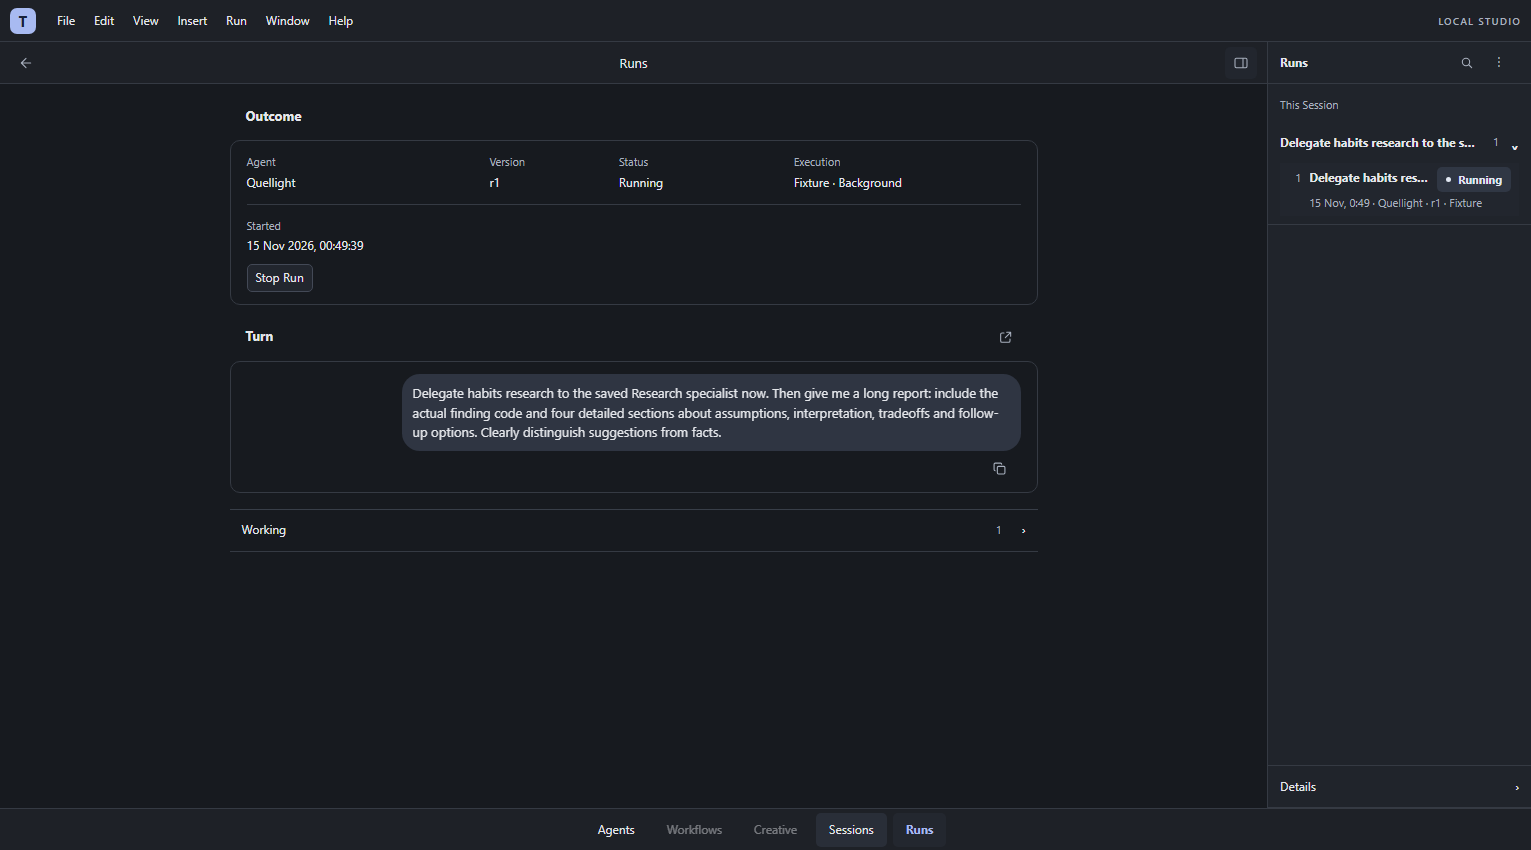 T
File Edit View Insert Run Window Help
LOCAL STUDIO
Runs
Outcome
Agent Version Status Execution
Quellight r1 Running Fixture · Background
Started
15 Nov 2026, 00:49:39
Stop Run
Turn
Delegate habits research to the saved Research specialist now. Then give me a long report: include the
actual finding code and four detailed sections about assumptions, interpretation, tradeoffs and follow-
up options. Clearly distinguish suggestions from facts.
Working 1
Runs
This Session
Delegate habits research to the s... 1
1 Delegate habits res... Running
15 Nov, 0:49 · Quellight · r1 · Fixture
Details
Agents Workflows Creative Sessions Runs